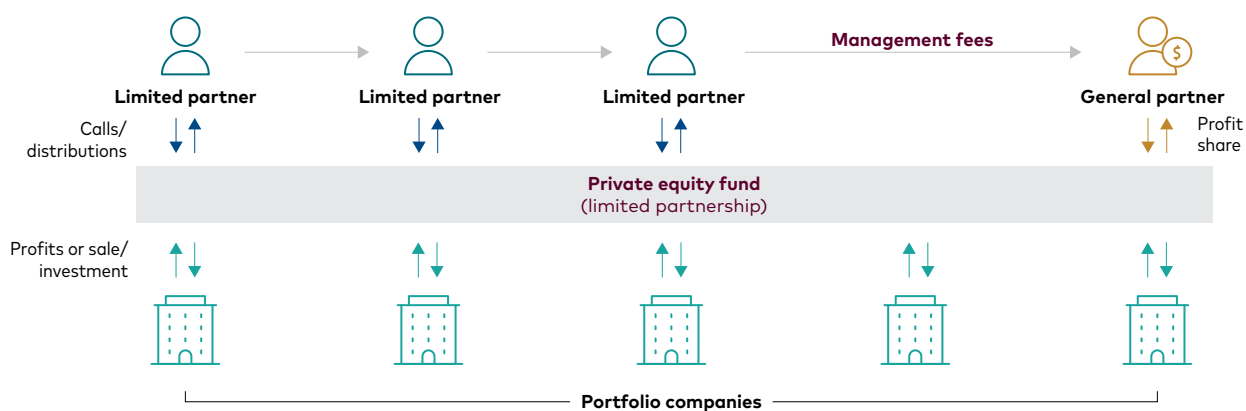 Management fees
$
Limited partner
Limited partner
Limited partner
General partner
Calls/
distributions
Profit
share
Private equity fund
(limited partnership)
Profits or sale/
investment
Portfolio companies